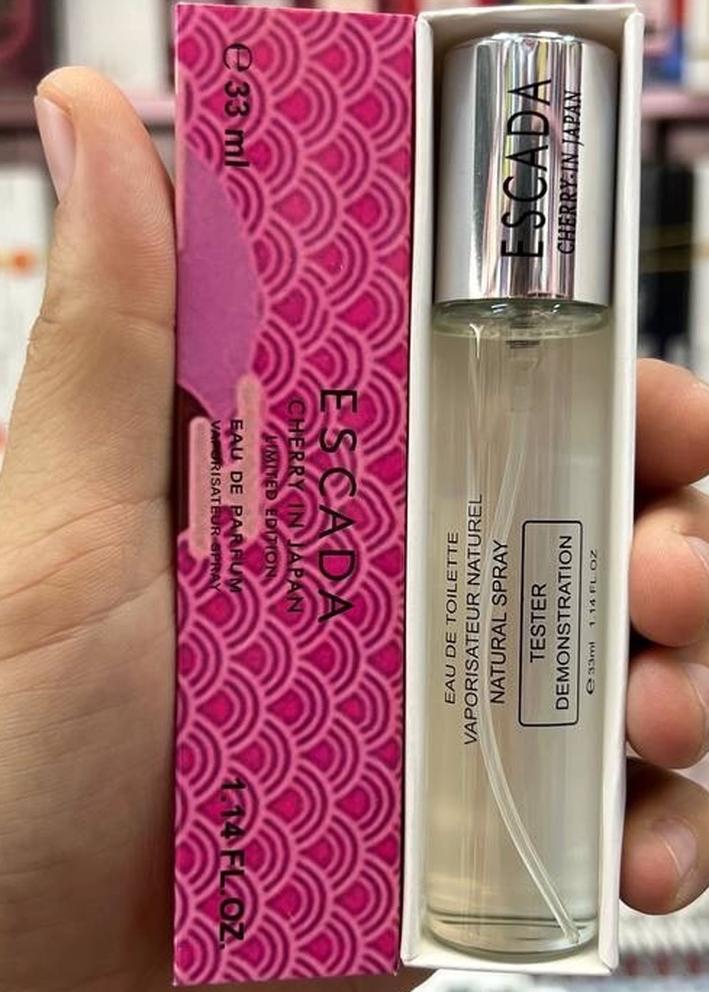 ℮ 33 ml
ESCADA
CHERRY IN JAPAN
LIMITED EDITION
EAU DE PARFUM
VAPORISATEUR SPRAY
1.14 FL.OZ.
ESCADA
CHERRY IN JAPAN
EAU DE TOILETTE
VAPORISATEUR NATUREL
NATURAL SPRAY
TESTER
DEMONSTRATION
℮ 33ml 1.14 FL OZ